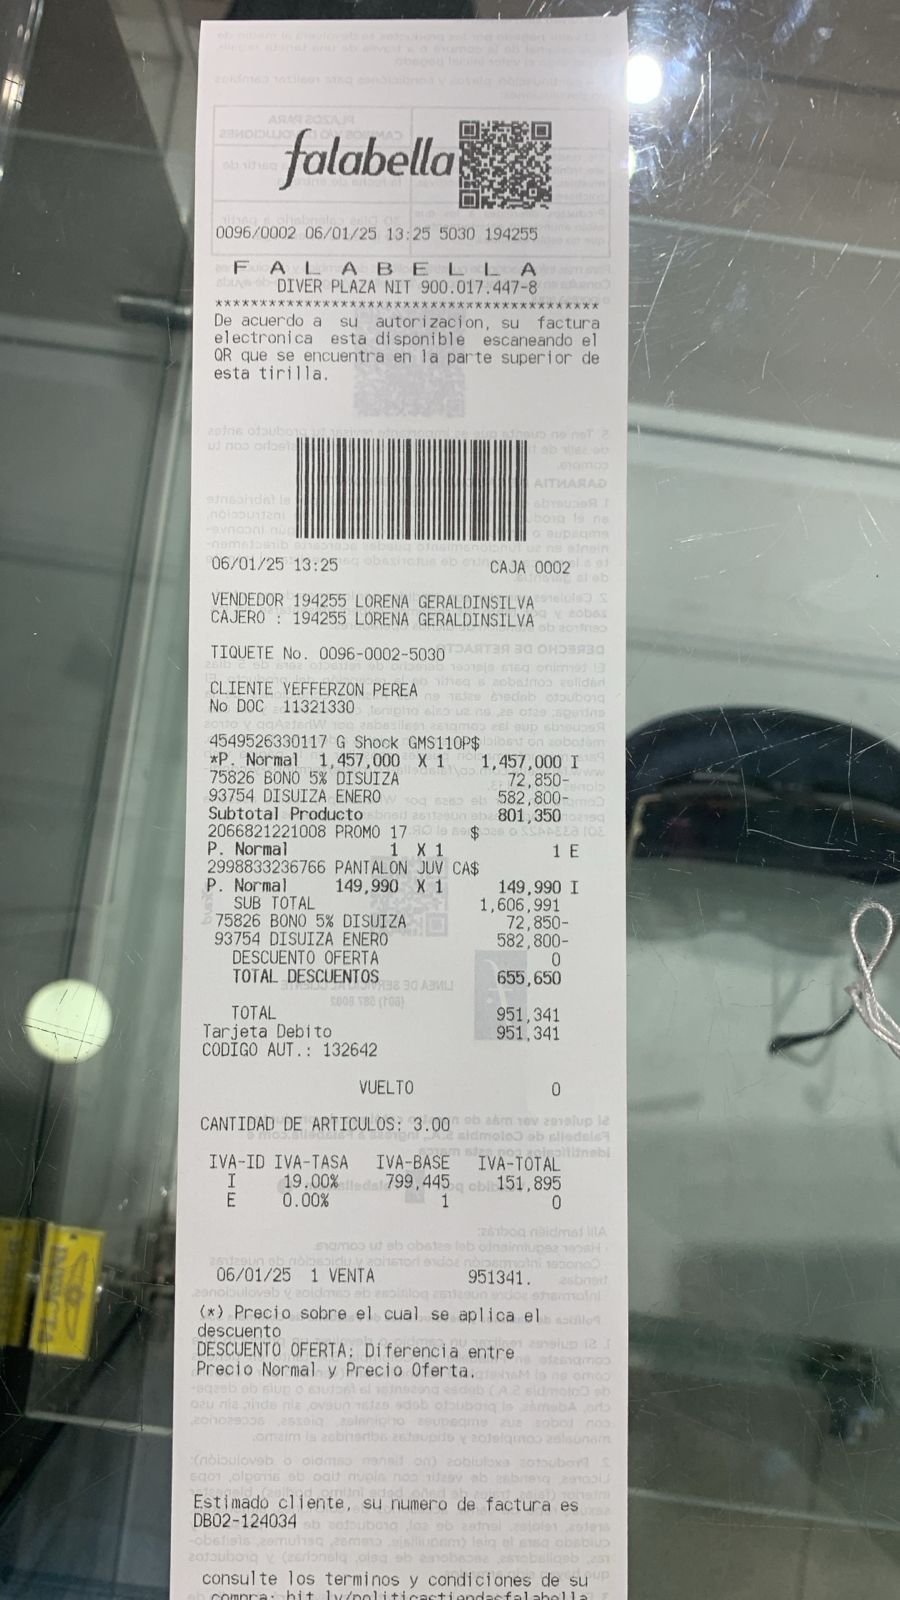 falabella
0096/0002 06/01/25 13:25 5030 194255
F A L A B E L L A
DIVER PLAZA NIT 900.017.447-8
******************************************
De acuerdo a su autorizacion, su factura
electronica esta disponible escaneando el
QR que se encuentra en la parte superior de
esta tirilla.
06/01/25 13:25 CAJA 0002
VENDEDOR 194255 LORENA GERALDINSILVA
CAJERO : 194255 LORENA GERALDINSILVA
TIQUETE No. 0096-0002-5030
CLIENTE YEFFERZON PEREA
No DOC 11321330
4549526330117 G Shock GMS110P$
*P. Normal 1,457,000 X 1 1,457,000 I
75826 BONO 5% DISUIZA 72,850-
93754 DISUIZA ENERO 582,800-
Subtotal Producto 801,350
2066821221008 PROMO 17 $
P. Normal 1 X 1 1 E
2998833236766 PANTALON JUV CA$
P. Normal 149,990 X 1 149,990 I
SUB TOTAL 1,606,991
75826 BONO 5% DISUIZA 72,850-
93754 DISUIZA ENERO 582,800-
DESCUENTO OFERTA 0
TOTAL DESCUENTOS 655,650
TOTAL 951,341
Tarjeta Debito 951,341
CODIGO AUT.: 132642
VUELTO 0
CANTIDAD DE ARTICULOS: 3.00
IVA-ID IVA-TASA IVA-BASE IVA-TOTAL
I 19.00% 799,445 151,895
E 0.00% 1 0
06/01/25 1 VENTA 951341.
(*) Precio sobre el cual se aplica el
descuento
DESCUENTO OFERTA: Diferencia entre
Precio Normal y Precio Oferta.
Estimado cliente, su numero de factura es
DB02-124034
consulte los terminos y condiciones de su
compra: bit.ly/politicastiendasfalabella